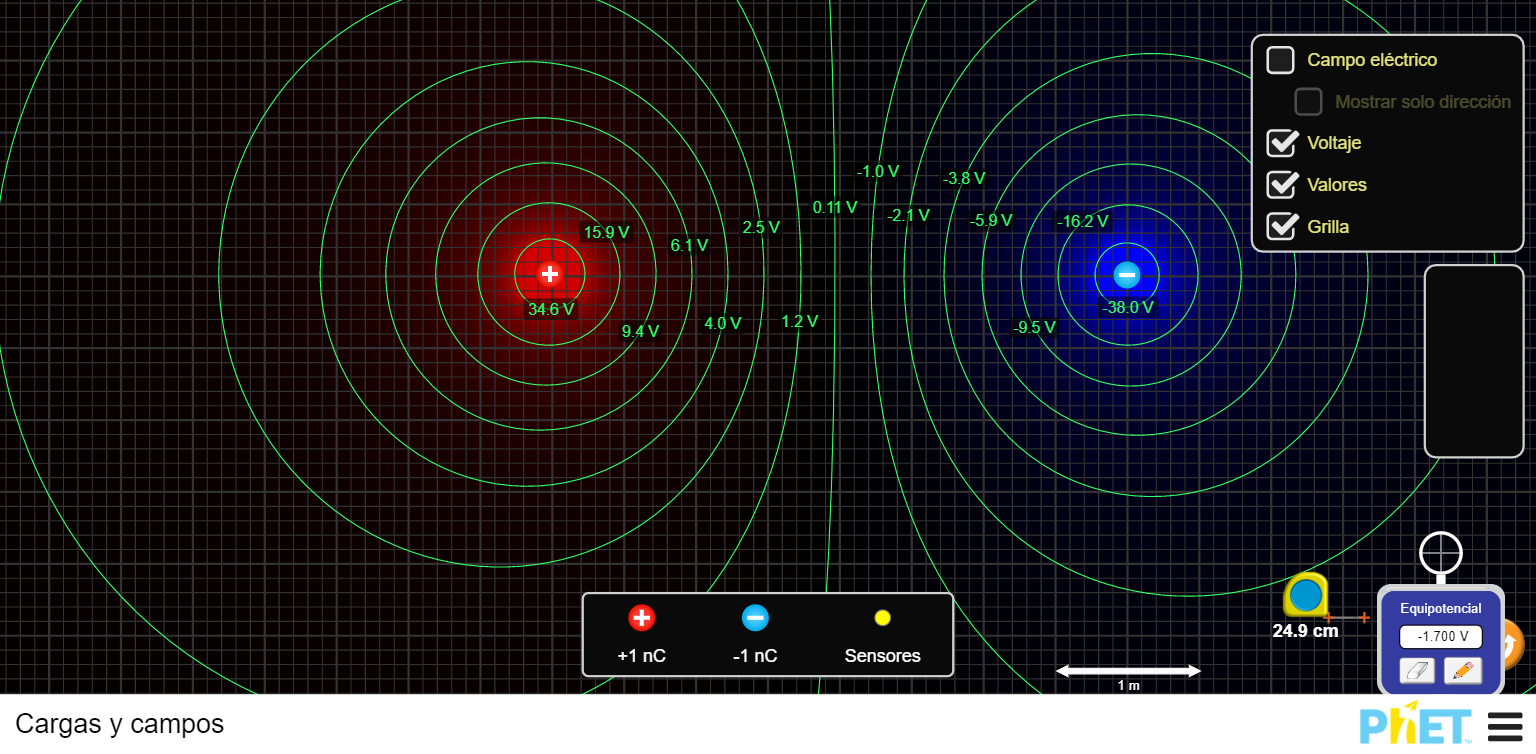 Campo eléctrico
Mostrar solo dirección
Voltaje
Valores
Grilla
-1.0 V
-3.8 V
0.11 V
-2.1 V
-5.9 V
-16.2 V
15.9 V
6.1 V
2.5 V
34.6 V
9.4 V
4.0 V
1.2 V
-9.5 V
-38.0 V
+1 nC
-1 nC
Sensores
24.9 cm
1 m
Equipotencial
-1.700 V
Cargas y campos
PhET